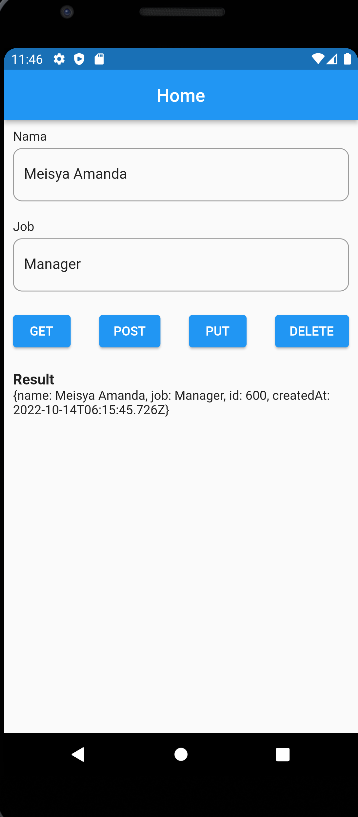 11:46
Home
Nama
Meisya Amanda
Job
Manager
GET POST PUT DELETE
Result
{name: Meisya Amanda, job: Manager, id: 600, createdAt:
2022-10-14T06:15:45.726Z}